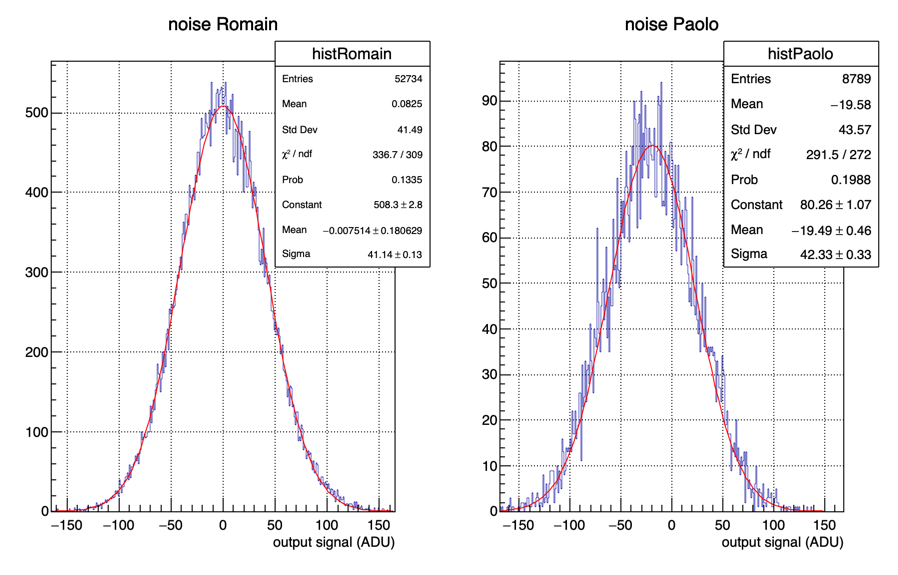 noise Romain
histRomain
Entries 52734
Mean 0.0825
Std Dev 41.49
χ² / ndf 336.7 / 309
Prob 0.1335
Constant 508.3 ± 2.8
Mean −0.007514 ± 0.180629
Sigma 41.14 ± 0.13
500
400
300
200
100
0
−150 −100 −50 0 50 100 150
output signal (ADU)
noise Paolo
histPaolo
Entries 8789
Mean −19.58
Std Dev 43.57
χ² / ndf 291.5 / 272
Prob 0.1988
Constant 80.26 ± 1.07
Mean −19.49 ± 0.46
Sigma 42.33 ± 0.33
90
80
70
60
50
40
30
20
10
0
−150 −100 −50 0 50 100 150
output signal (ADU)